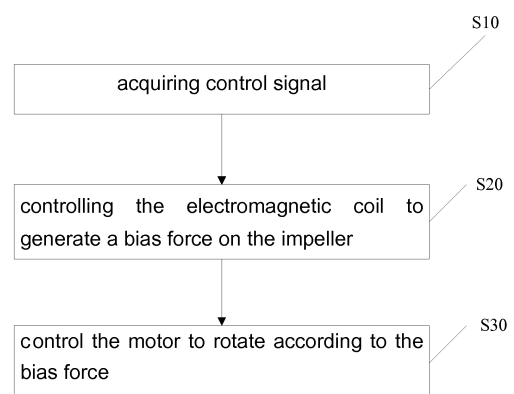 S10
acquiring control signal
S20
controlling the electromagnetic coil to
generate a bias force on the impeller
S30
control the motor to rotate according to the
bias force